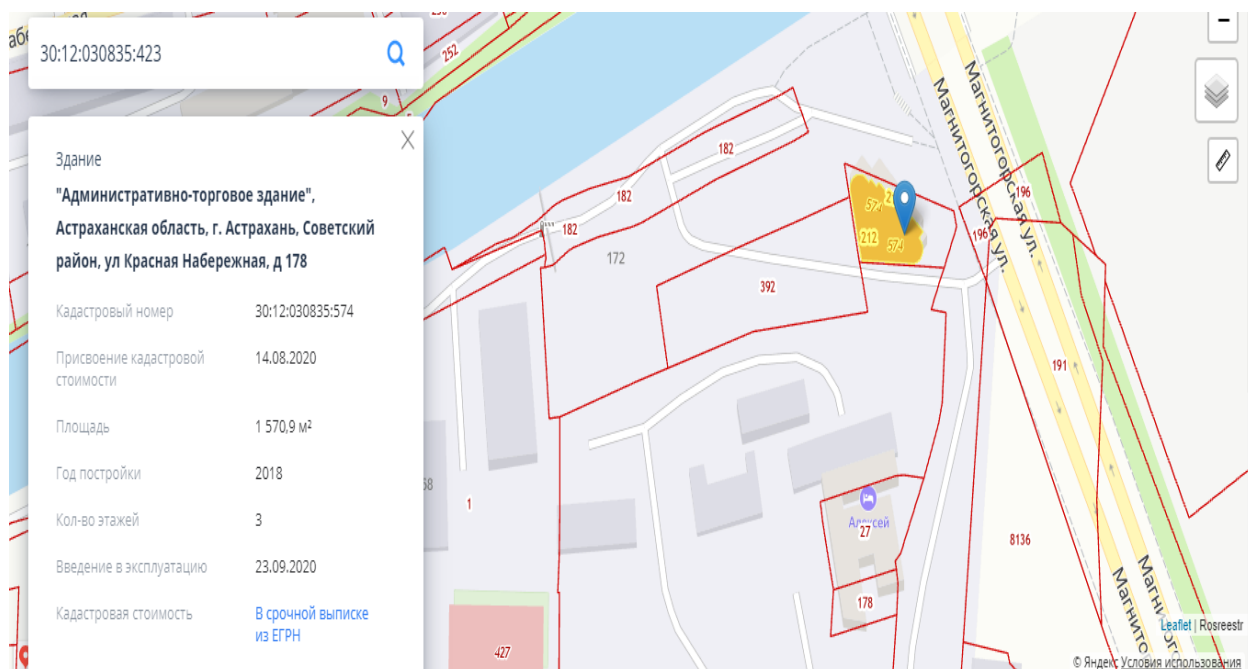 30:12:030835:423
Здание
"Административно-торговое здание",
Астраханская область, г. Астрахань, Советский
район, ул Красная Набережная, д 178
Кадастровый номер 30:12:030835:574
Присвоение кадастровой
стоимости
14.08.2020
Площадь 1 570,9 м²
Год постройки 2018
Кол-во этажей 3
Введение в эксплуатацию 23.09.2020
Кадастровая стоимость
В срочной выписке
из ЕГРН
252
9
182
182
182
172
392
574
212
574
196
196
191
Магнитогорская ул.
Магнитогорская ул.
1
Алексей
27
178
8136
427
Leaflet | Rosreestr
© Яндекс Условия использования